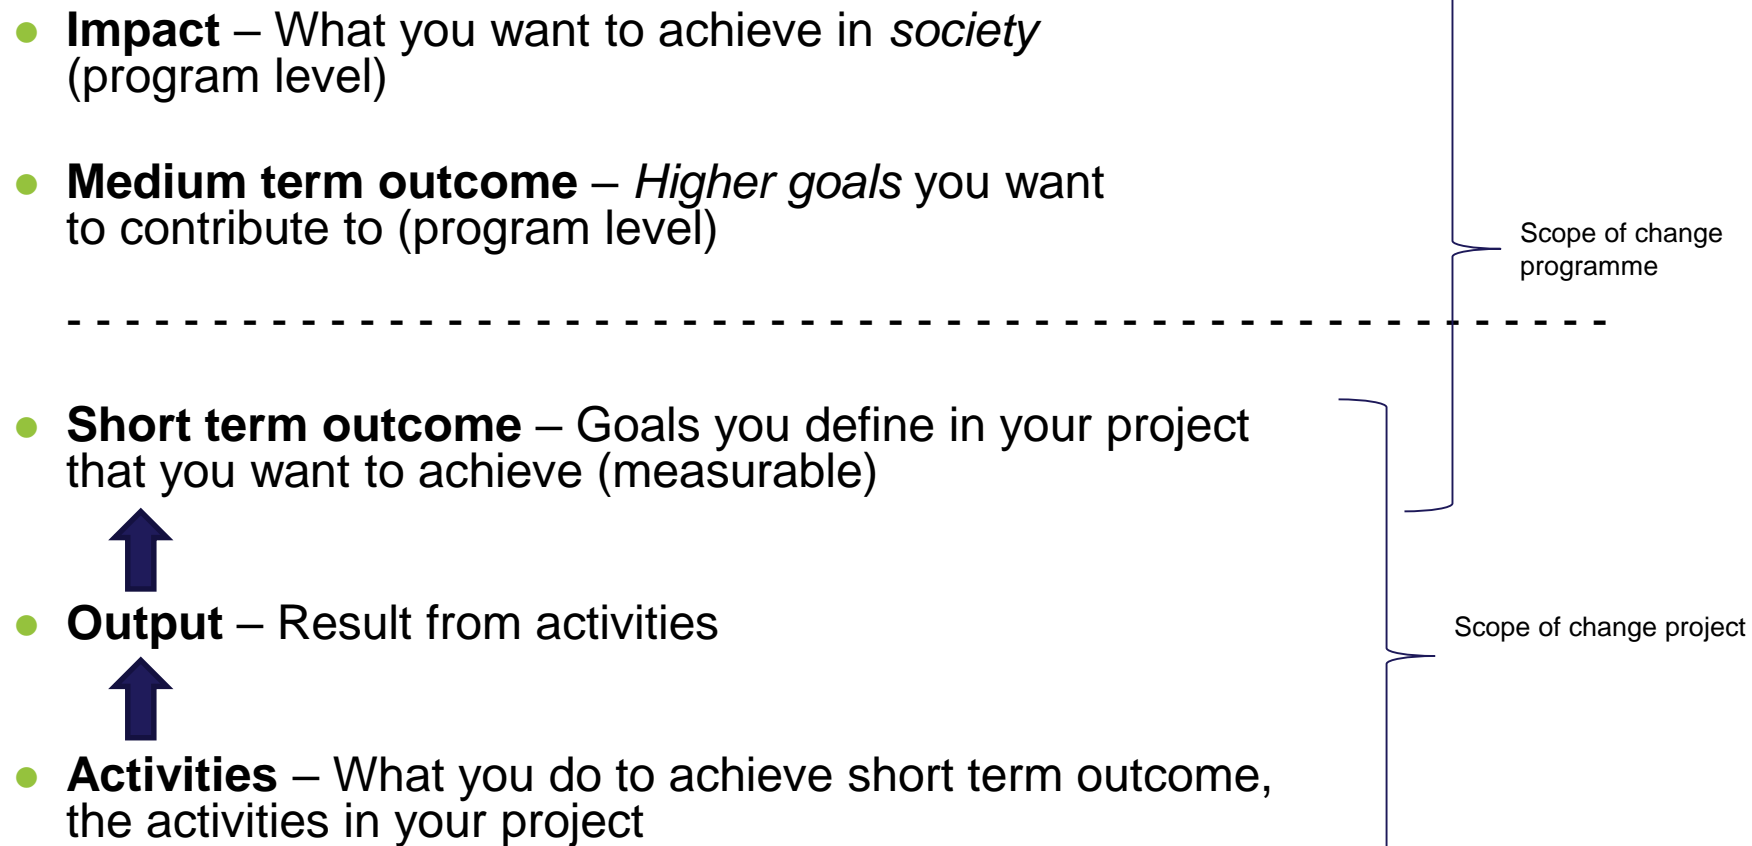 ● Impact – What you want to achieve in society
(program level)
● Medium term outcome – Higher goals you want
to contribute to (program level)
Scope of change
programme
- - - - - - - - - - - - - - - - - - - - - - - - - - - - - - - - - - - - - - - - - - - - - - - - - - - - -
● Short term outcome – Goals you define in your project
that you want to achieve (measurable)
● Output – Result from activities
Scope of change project
● Activities – What you do to achieve short term outcome,
the activities in your project